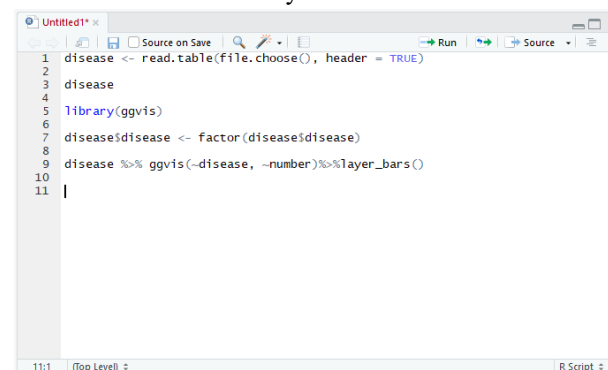 Untitled1* ×
Source on Save Run Source
1 disease <- read.table(file.choose(), header = TRUE)
2
3 disease
4
5 library(ggvis)
6
7 disease$disease <- factor(disease$disease)
8
9 disease %>% ggvis(~disease, ~number)%>%layer_bars()
10
11
11:1 (Top Level) R Script